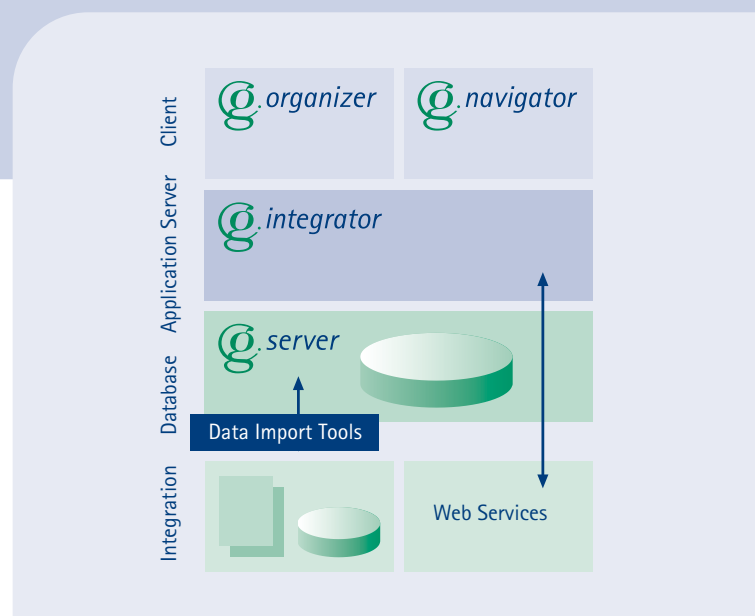 Client
g.organizer
g.navigator
Application Server
g.integrator
Database
g.server
Data Import Tools
Integration
Web Services